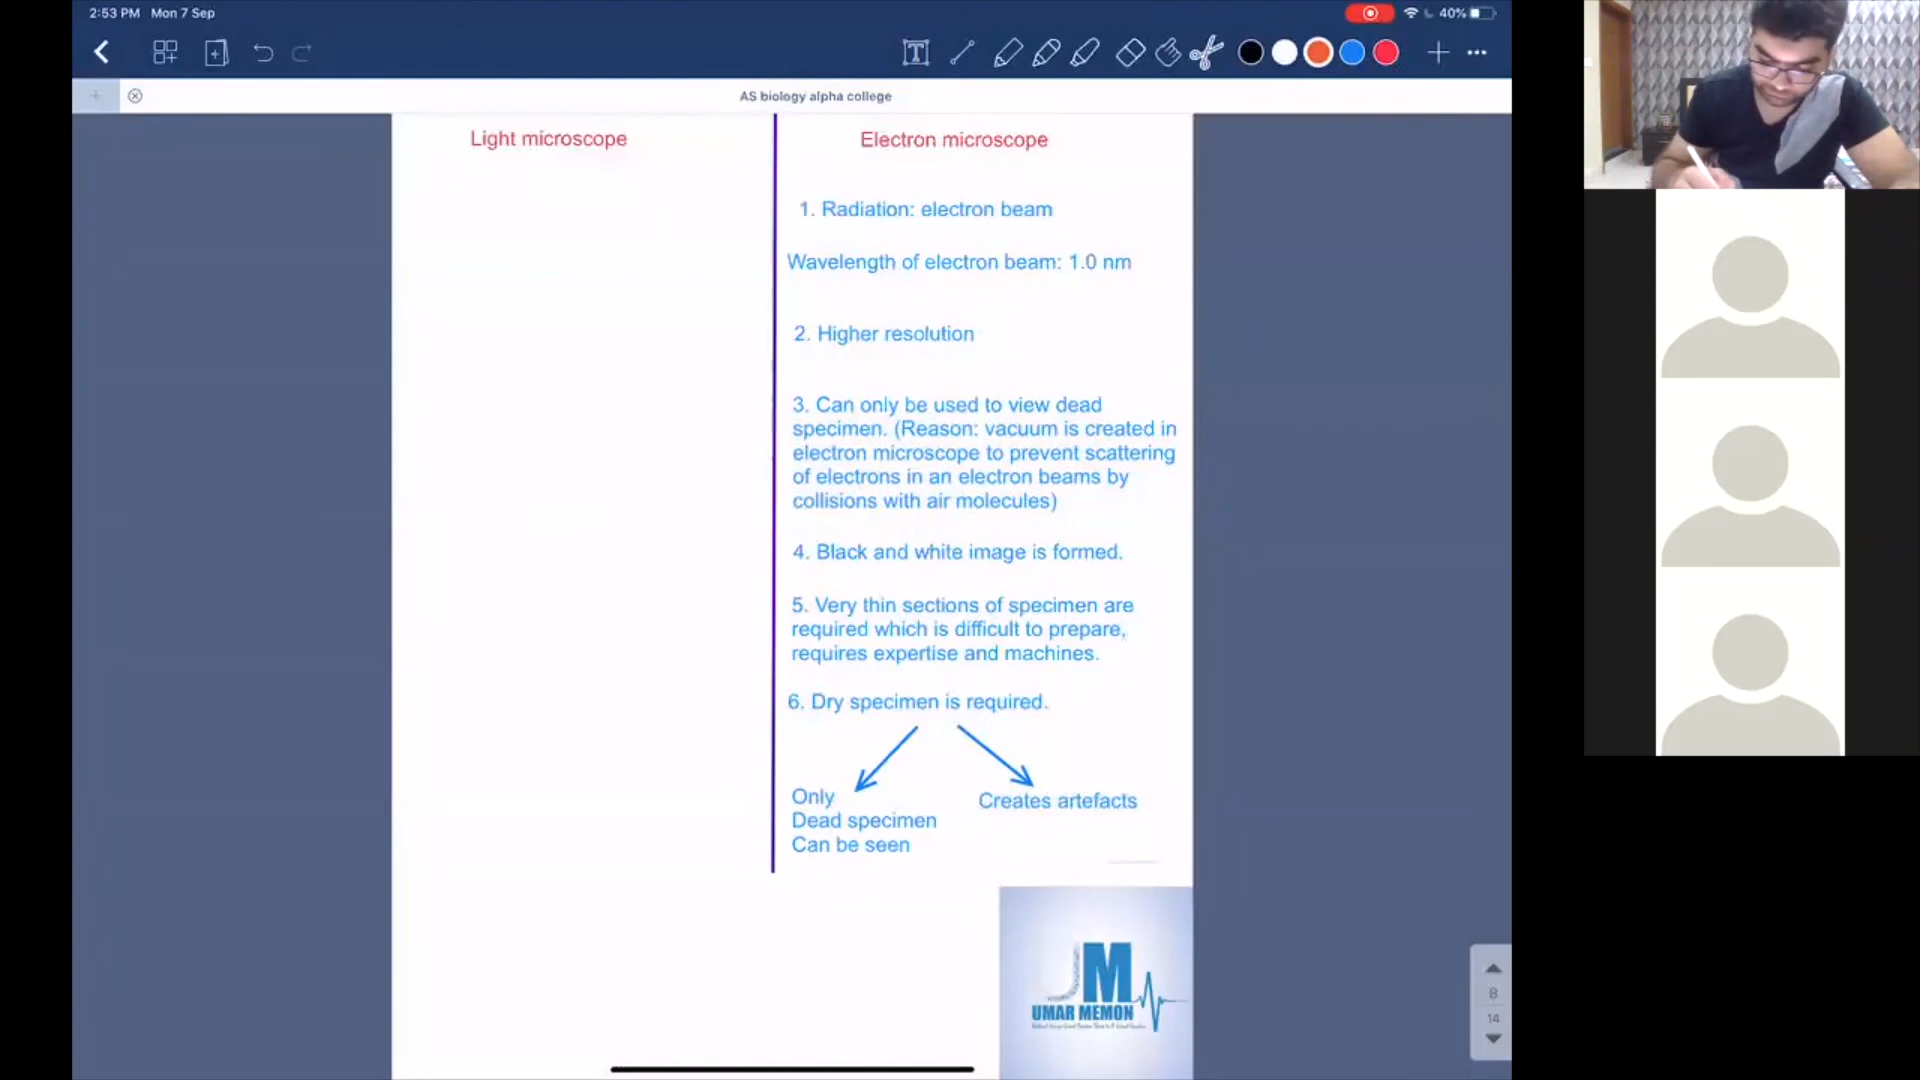 2:53 PM Mon 7 Sep
40%
AS biology alpha college
Light microscope
Electron microscope
1. Radiation: electron beam
Wavelength of electron beam: 1.0 nm
2. Higher resolution
3. Can only be used to view dead
specimen. (Reason: vacuum is created in
electron microscope to prevent scattering
of electrons in an electron beams by
collisions with air molecules)
4. Black and white image is formed.
5. Very thin sections of specimen are
required which is difficult to prepare,
requires expertise and machines.
6. Dry specimen is required.
Only
Dead specimen
Can be seen
Creates artefacts
UMAR MEMON
8
14